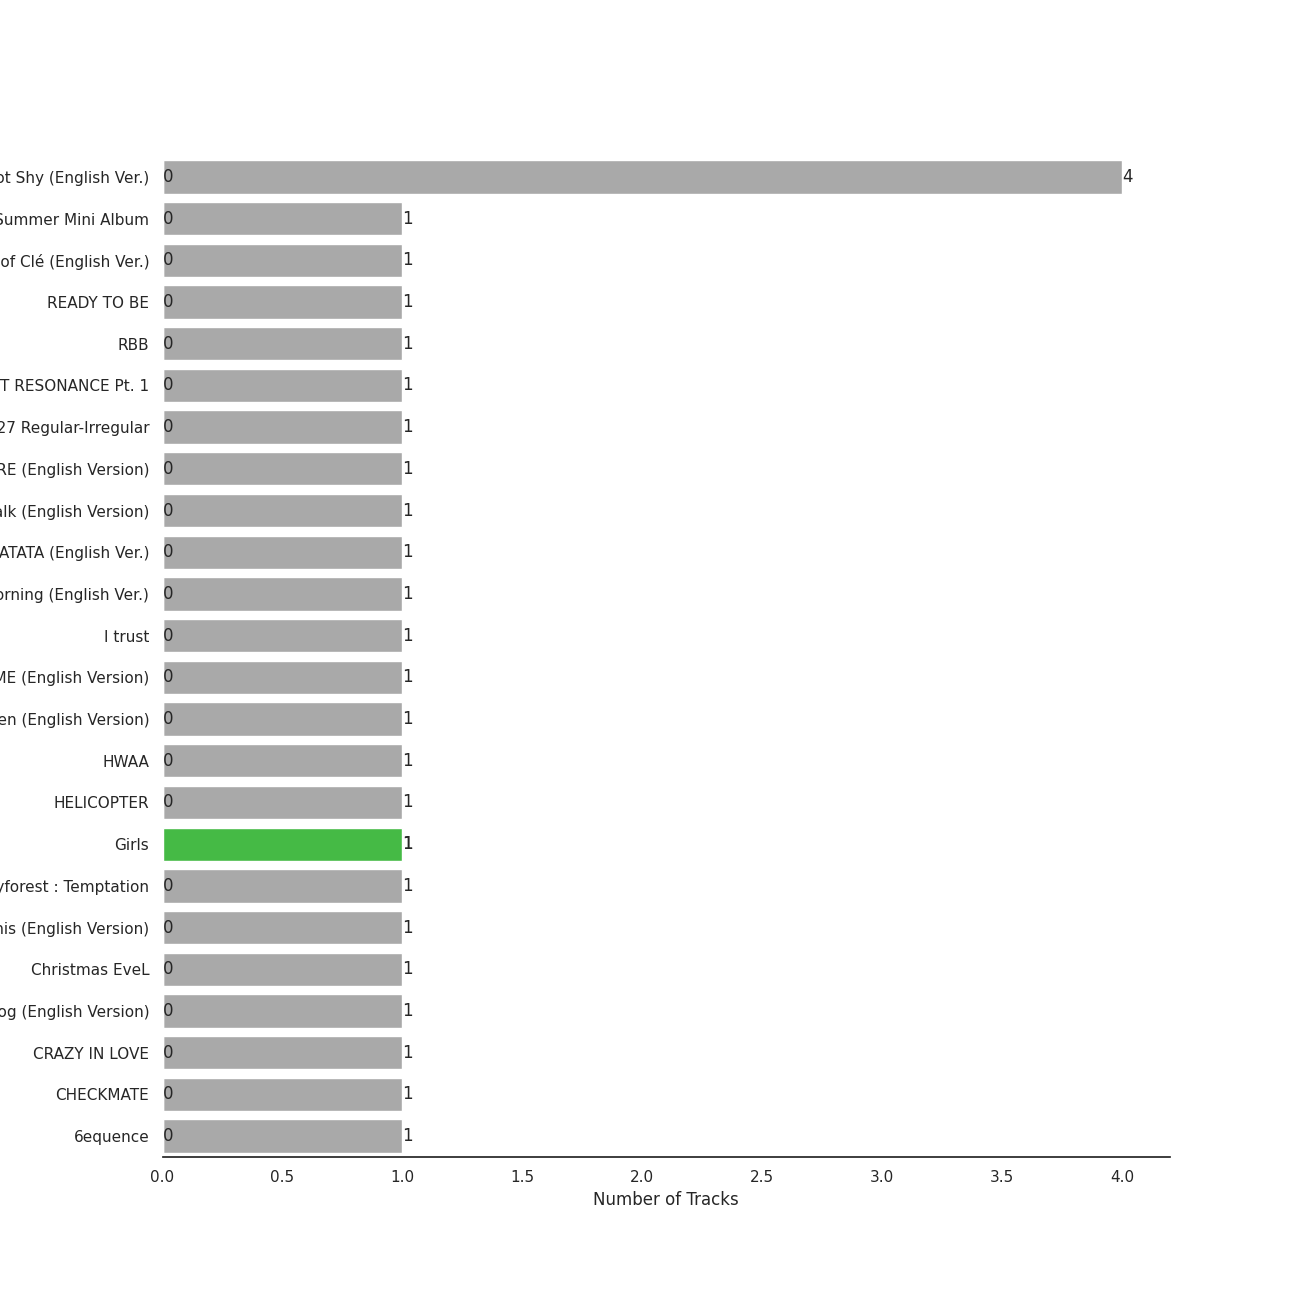 ot Shy (English Ver.) 0 4
Summer Mini Album 0 1
of Clé (English Ver.) 0 1
READY TO BE 0 1
RBB 0 1
T RESONANCE Pt. 1 0 1
27 Regular-Irregular 0 1
RE (English Version) 0 1
alk (English Version) 0 1
ATATA (English Ver.) 0 1
orning (English Ver.) 0 1
I trust 0 1
ME (English Version) 0 1
en (English Version) 0 1
HWAA 0 1
HELICOPTER 0 1
Girls 1
yforest : Temptation 0 1
his (English Version) 0 1
Christmas EveL 0 1
og (English Version) 0 1
CRAZY IN LOVE 0 1
CHECKMATE 0 1
6equence 0 1
0.0 0.5 1.0 1.5 2.0 2.5 3.0 3.5 4.0
Number of Tracks